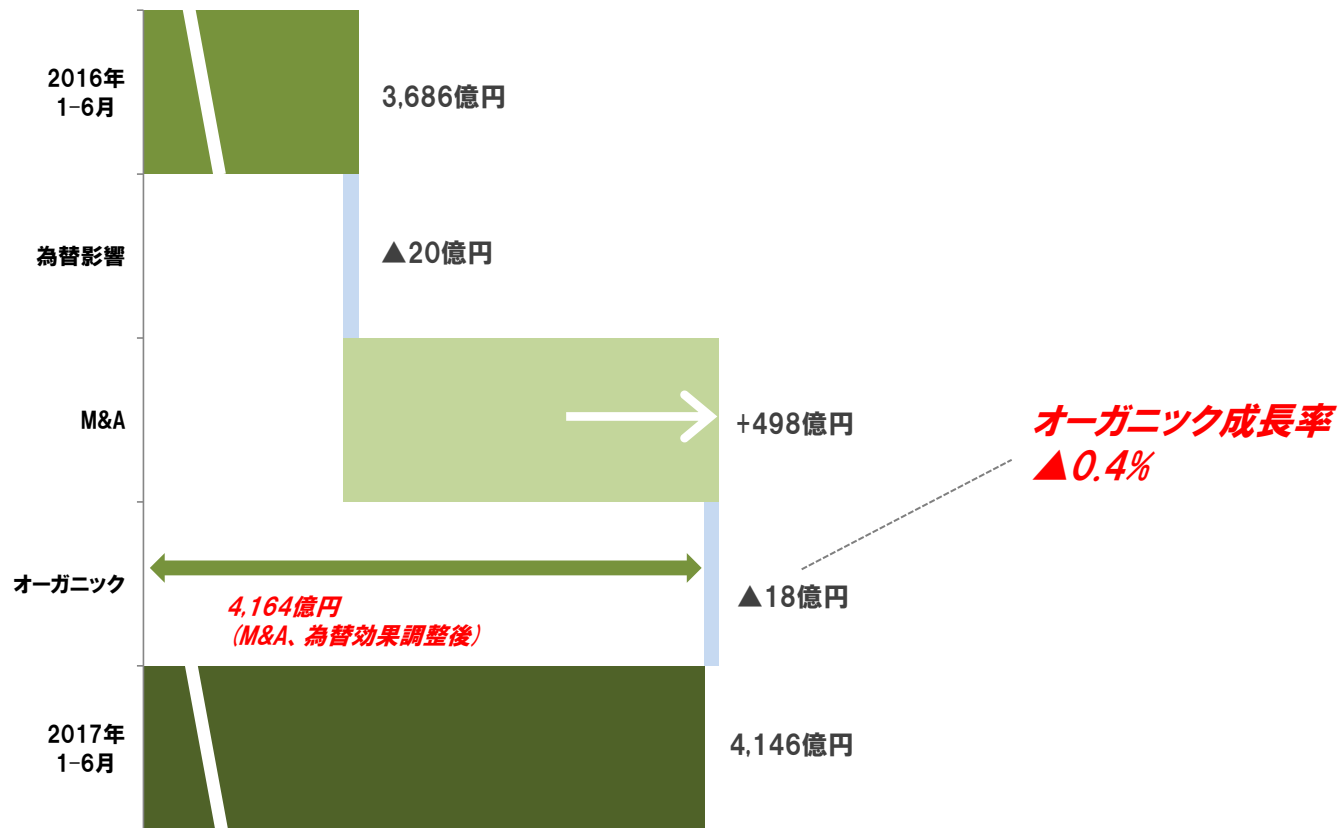 2016年
1-6月
3,686億円
為替影響
▲20億円
M&A
+498億円
オーガニック成長率
▲0.4%
オーガニック
4,164億円
（M&A、為替効果調整後）
▲18億円
2017年
1-6月
4,146億円